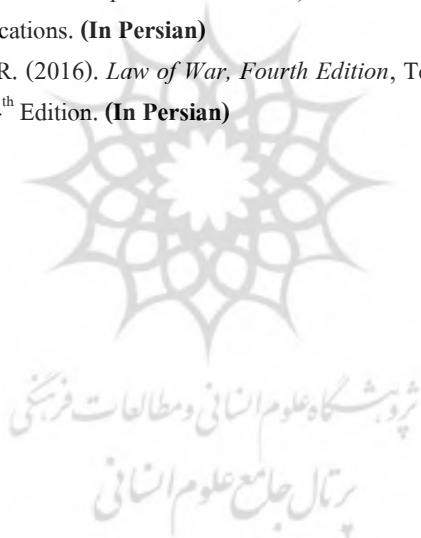 cations. (In Persian)
R. (2016). Law of War, Fourth Edition, Te
th Edition. (In Persian)
پژوهشگاه علوم انسانی و مطالعات فرهنگی
پرتال جامع علوم انسانی